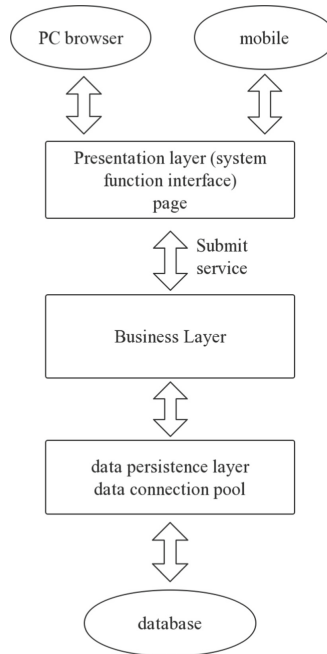 PC browser
mobile
Presentation layer (system
function interface)
page
Submit
service
Business Layer
data persistence layer
data connection pool
database